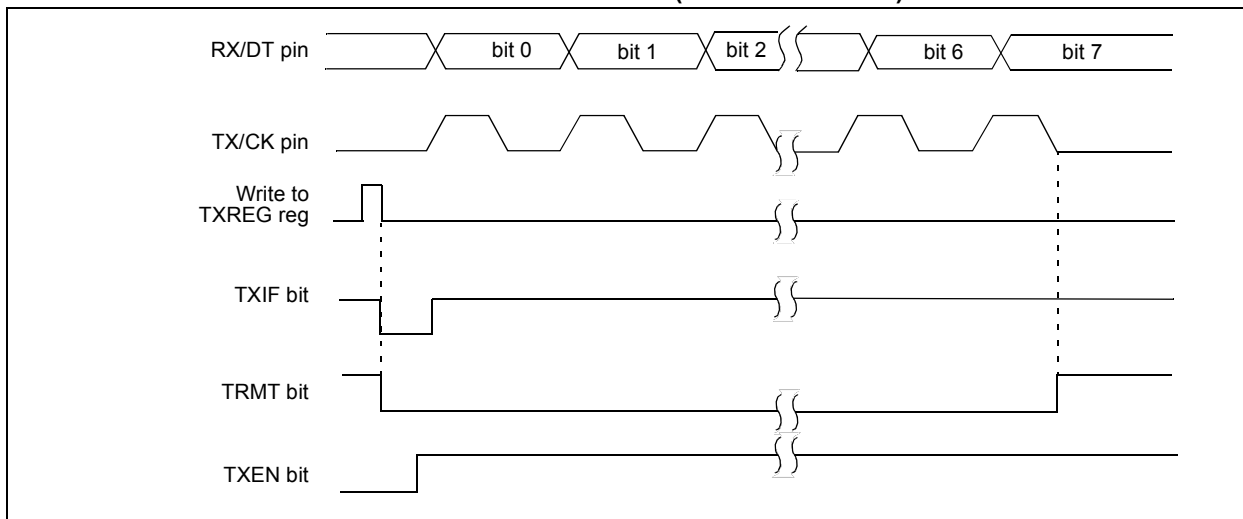 RX/DT pin
bit 0
bit 1
bit 2
bit 6
bit 7
TX/CK pin
Write to
TXREG reg
TXIF bit
TRMT bit
TXEN bit